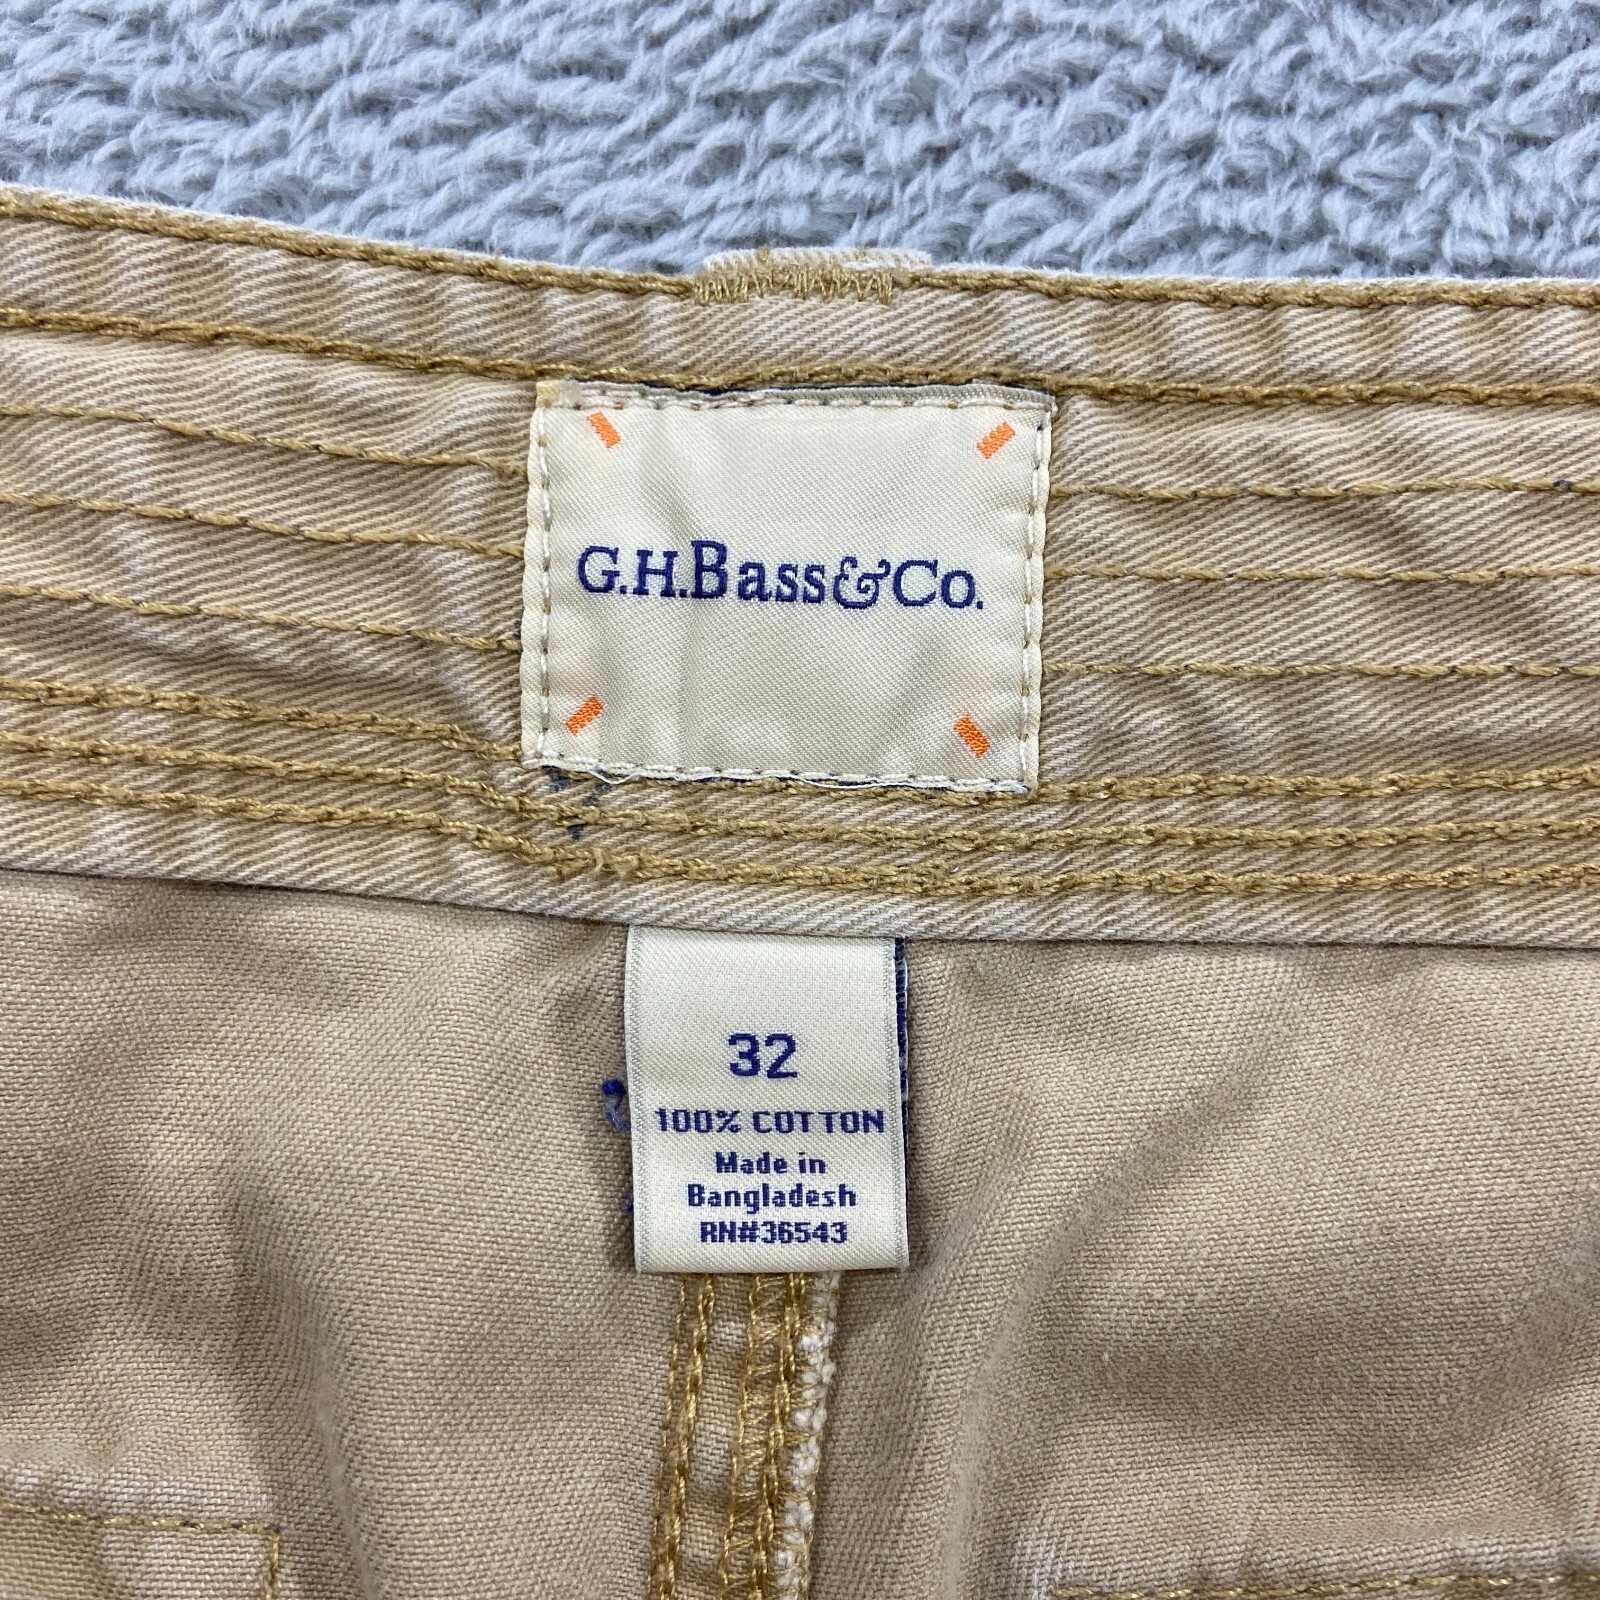 G.H.Bass&Co.
32
100% COTTON
Made in
Bangladesh
RN#36543